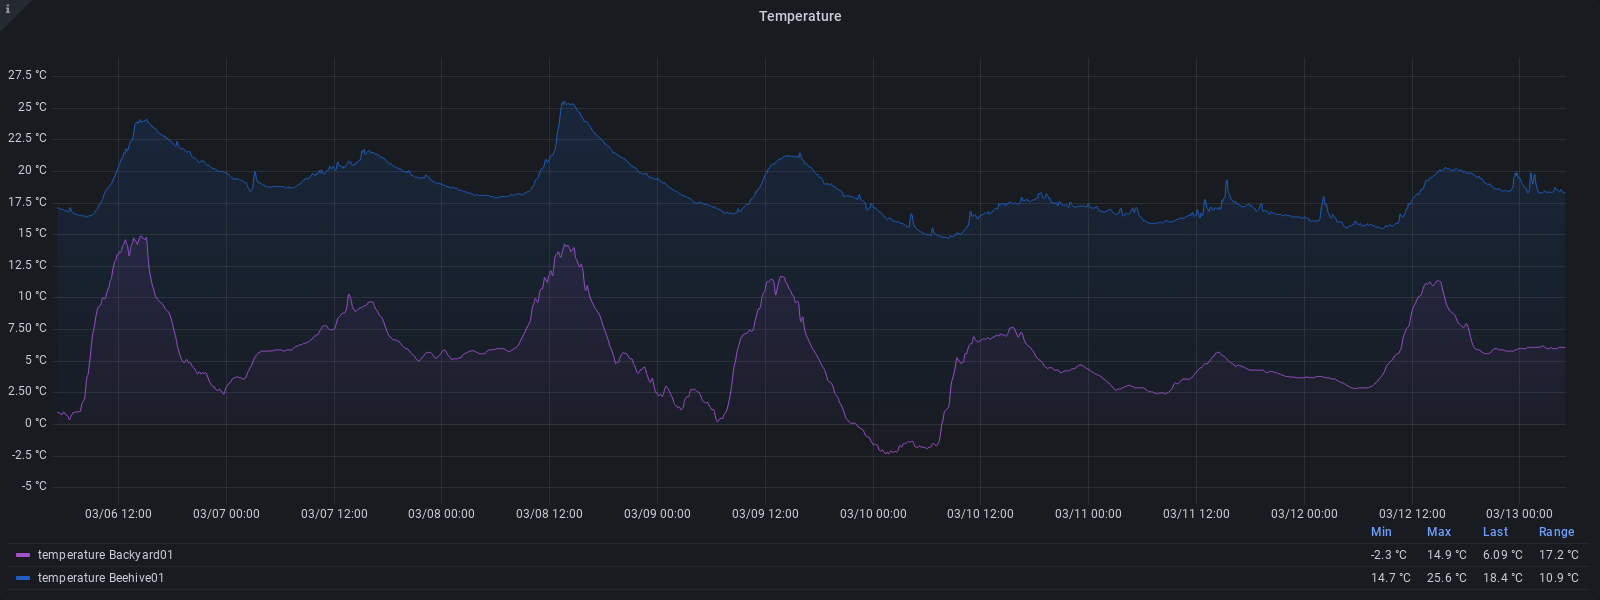 i
Temperature
27.5 °C
25 °C
22.5 °C
20 °C
17.5 °C
15 °C
12.5 °C
10 °C
7.50 °C
5 °C
2.50 °C
0 °C
-2.5 °C
-5 °C
03/06 12:00 03/07 00:00 03/07 12:00 03/08 00:00 03/08 12:00 03/09 00:00 03/09 12:00 03/10 00:00 03/10 12:00 03/11 00:00 03/11 12:00 03/12 00:00 03/12 12:00 03/13 00:00
Min Max Last Range
temperature Backyard01 -2.3 °C 14.9 °C 6.09 °C 17.2 °C
temperature Beehive01 14.7 °C 25.6 °C 18.4 °C 10.9 °C